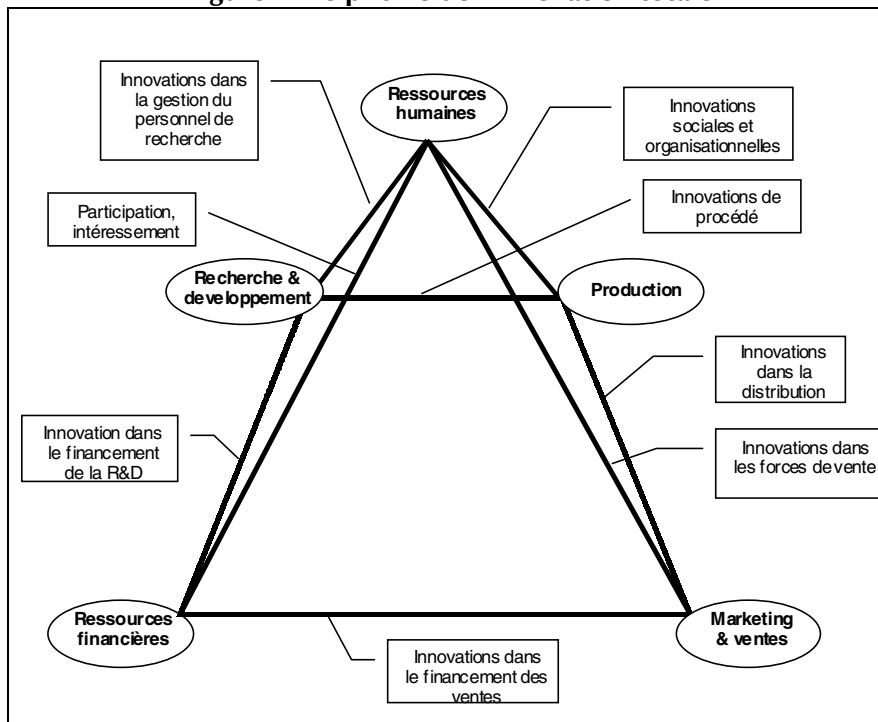 Innovations dans
la gestion du
personnel de
recherche
Ressources
humaines
Innovations
sociales et
organisationnelles
Participation,
intéressement
Innovations de
procédé
Recherche &
developpement
Production
Innovations
dans la
distribution
Innovation dans
le financement
de la R&D
Innovations dans
les forces de vente
Ressources
financières
Marketing
& ventes
Innovations dans
le financement des
ventes